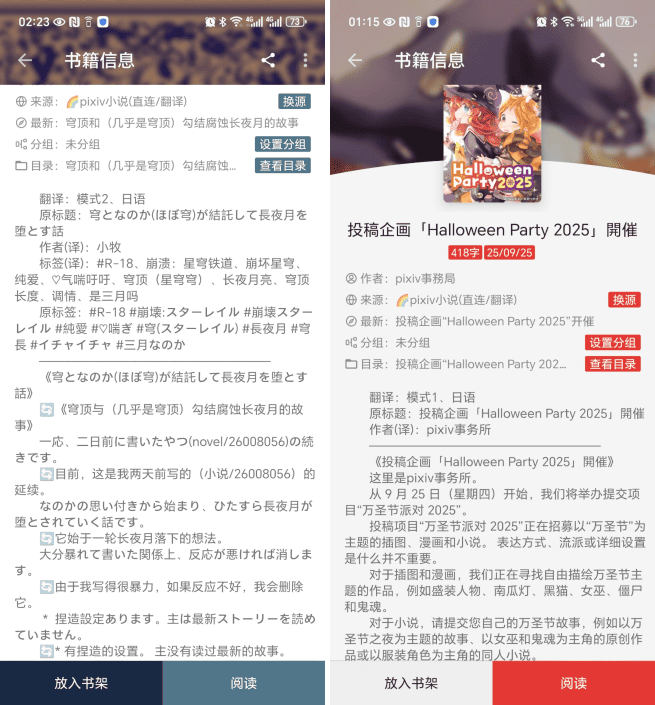 02:23
4G 4G 73
书籍信息
来源：🌈pixiv小说(直连/翻译)
换源
最新：穹顶和（几乎是穹顶）勾结腐蚀长夜月的故事
分组：未分组
设置分组
目录：穹顶和（几乎是穹顶）勾结腐蚀...
查看目录
翻译：模式2、日语
原标题：穹となのか(ほぼ穹)が結託して長夜月を
堕とす話
作者(译)：小牧
标签(译)：#R-18、崩溃：星穹铁道、崩坏星穹、
纯爱、♡气喘吁吁、穹顶（星穹穹）、长夜月亮、穹顶
长度、调情、是三月吗
原标签：#R-18 #崩壊:スターレイル #崩壊スター
レイル #純愛 #♡喘ぎ #穹(スターレイル) #長夜月 #穹
長 #イチャイチャ #三月なのか
《穹となのか(ほぼ穹)が結託して長夜月を堕とす
話》
🔄《穹顶与（几乎是穹顶）勾结腐蚀长夜月的故
事》
一応、二日前に書いたやつ(novel/26008056)の続
きです。
🔄目前，这是我两天前写的（小说/26008056）的
延续。
なのかの思い付きから始まり、ひたすら長夜月が
堕とされていく話です。
🔄它始于一轮长夜月落下的想法。
大分暴れて書いた関係上、反応が悪ければ消しま
す。
🔄由于我写得很暴力，如果反应不好，我会删除
它。
* 捏造設定あります。主は最新ストーリーを読め
ていません。
🔄* 有捏造的设置。 主没有读过最新的故事。
放入书架
阅读
01:15
5G 4G 76
书籍信息
Halloween
Party2025
投稿企画「Halloween Party 2025」開催
418字 25/09/25
作者：pixiv事務局
来源：🌈pixiv小说(直连/翻译)
换源
最新：投稿企画“Halloween Party 2025”开催
分组：未分组
设置分组
目录：投稿企画“Halloween Party 202...
查看目录
翻译：模式1、日语
原标题：投稿企画「Halloween Party 2025」開催
作者(译)：pixiv事务所
《投稿企画「Halloween Party 2025」開催》
这里是pixiv事务所。
从 9 月 25 日（星期四）开始，我们将举办提交项
目“万圣节派对 2025”。
投稿项目“万圣节派对 2025”正在招募以“万圣节”为
主题的插图、漫画和小说。 表达方式、流派或详细设置
是什么并不重要。
对于插图和漫画，我们正在寻找自由描绘万圣节主
题的作品，例如盛装人物、南瓜灯、黑猫、女巫、僵尸
和鬼魂。
对于小说，请提交您自己的万圣节故事，例如以万
圣节之夜为主题的故事、以女巫和鬼魂为主角的原创作
品或以服装角色为主角的同人小说。
放入书架
阅读